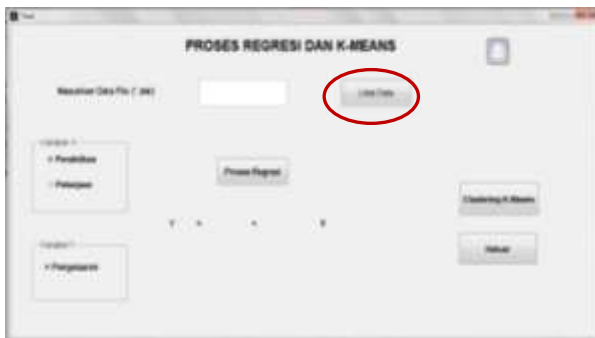 PROSES REGRESI DAN K-MEANS
Masukkan Data File (*.xls)
Lihat Data
Variabel X
Pendidikan
Pekerjaan
Proses Regresi
Y = + X
Clustering K-Means
Variabel Y
Pengeluaran
Keluar